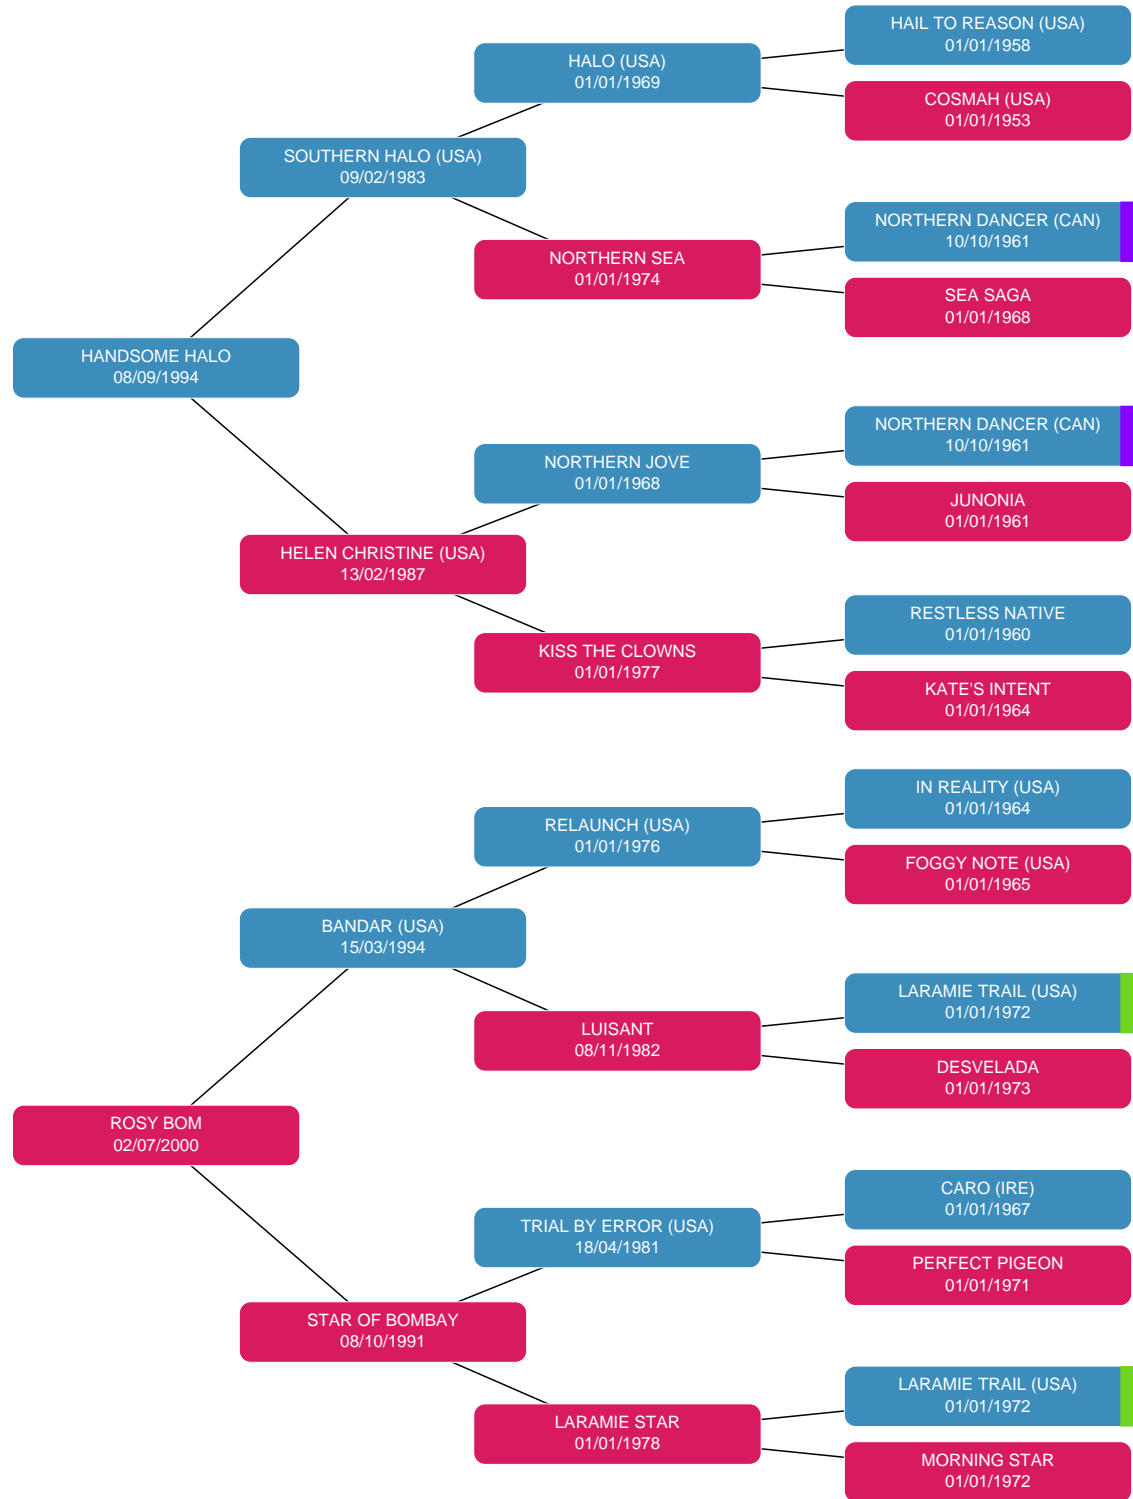 HAIL TO REASON (USA)
01/01/1958
HALO (USA)
01/01/1969
COSMAH (USA)
01/01/1953
SOUTHERN HALO (USA)
09/02/1983
NORTHERN DANCER (CAN)
10/10/1961
NORTHERN SEA
01/01/1974
SEA SAGA
01/01/1968
HANDSOME HALO
08/09/1994
NORTHERN DANCER (CAN)
10/10/1961
NORTHERN JOVE
01/01/1968
JUNONIA
01/01/1961
HELEN CHRISTINE (USA)
13/02/1987
RESTLESS NATIVE
01/01/1960
KISS THE CLOWNS
01/01/1977
KATE'S INTENT
01/01/1964
IN REALITY (USA)
01/01/1964
RELAUNCH (USA)
01/01/1976
FOGGY NOTE (USA)
01/01/1965
BANDAR (USA)
15/03/1994
LARAMIE TRAIL (USA)
01/01/1972
LUISANT
08/11/1982
DESVELADA
01/01/1973
ROSY BOM
02/07/2000
CARO (IRE)
01/01/1967
TRIAL BY ERROR (USA)
18/04/1981
PERFECT PIGEON
01/01/1971
STAR OF BOMBAY
08/10/1991
LARAMIE TRAIL (USA)
01/01/1972
LARAMIE STAR
01/01/1978
MORNING STAR
01/01/1972